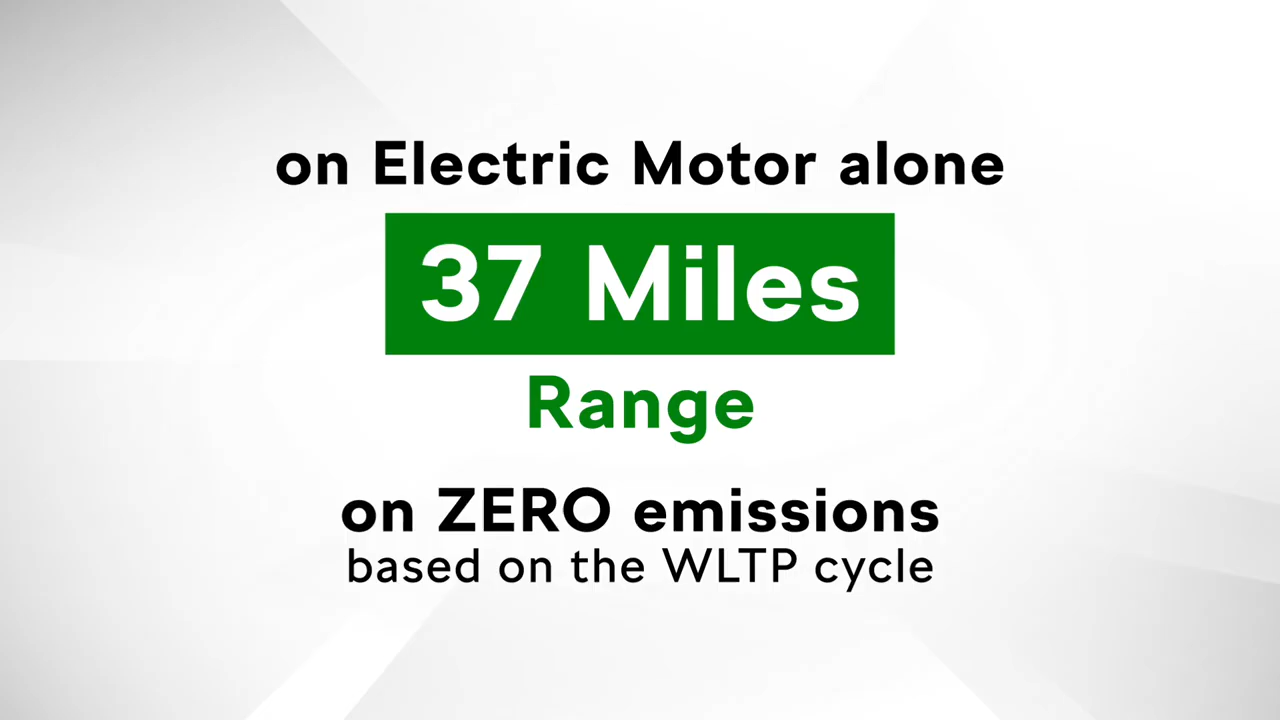 on Electric Motor alone
37 Miles
Range
on ZERO emissions
based on the WLTP cycle